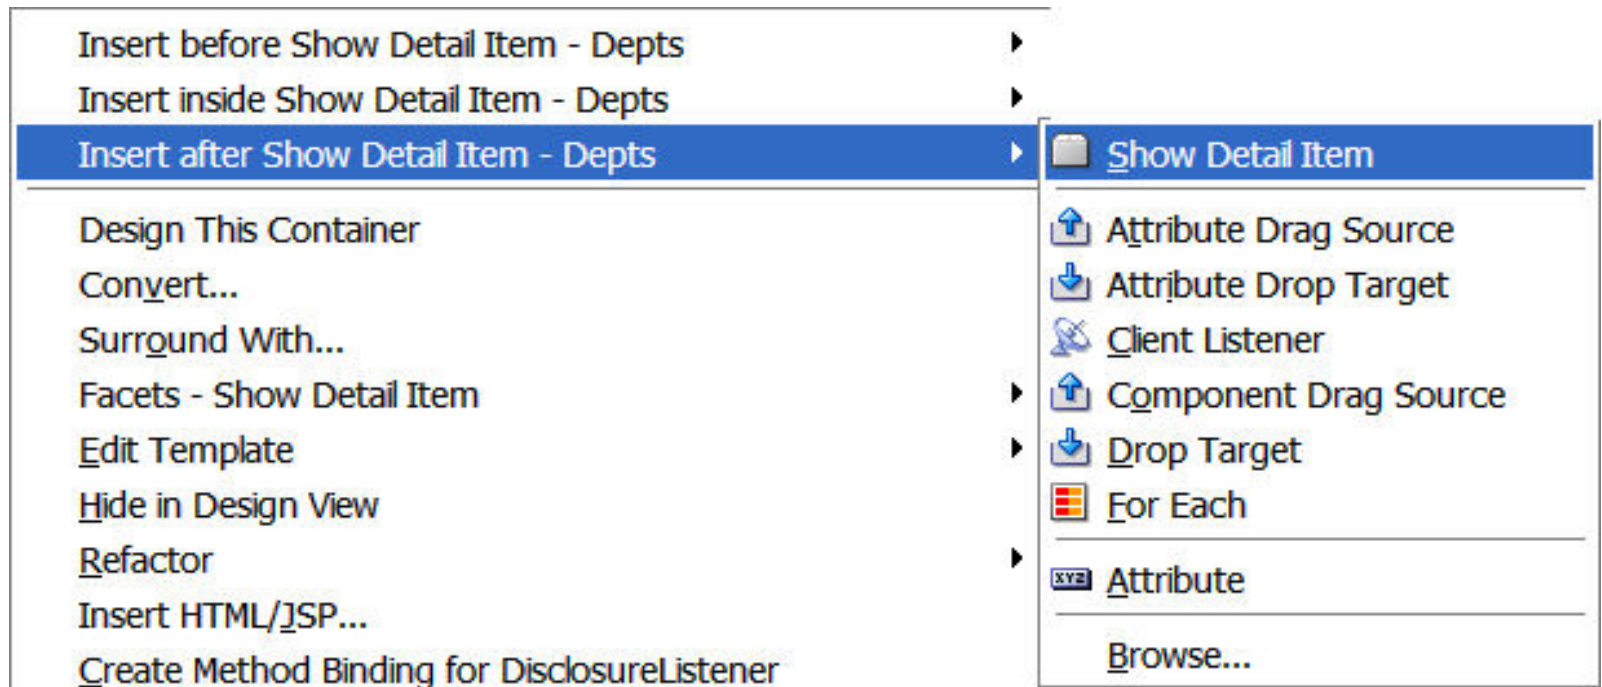 Insert before Show Detail Item - Depts
Insert inside Show Detail Item - Depts
Insert after Show Detail Item - Depts
Design This Container
Convert...
Surround With...
Facets - Show Detail Item
Edit Template
Hide in Design View
Refactor
Insert HTML/JSP...
Create Method Binding for DisclosureListener
Show Detail Item
Attribute Drag Source
Attribute Drop Target
Client Listener
Component Drag Source
Drop Target
For Each
XYZ Attribute
Browse...